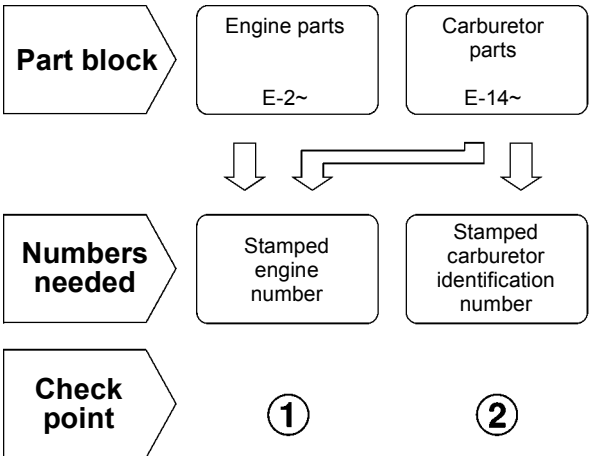 Part block
Engine parts
E-2~
Carburetor
parts
E-14~
Numbers
needed
Stamped
engine
number
Stamped
carburetor
identification
number
Check
point
1
2